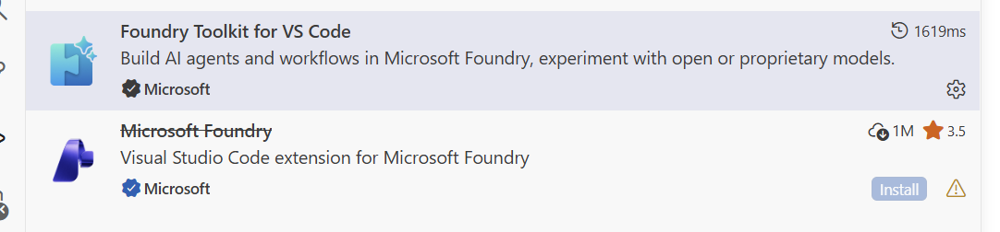 Foundry Toolkit for VS Code
1619ms
Build AI agents and workflows in Microsoft Foundry, experiment with open or proprietary models.
Microsoft
Microsoft Foundry
1M 3.5
Visual Studio Code extension for Microsoft Foundry
Microsoft
Install